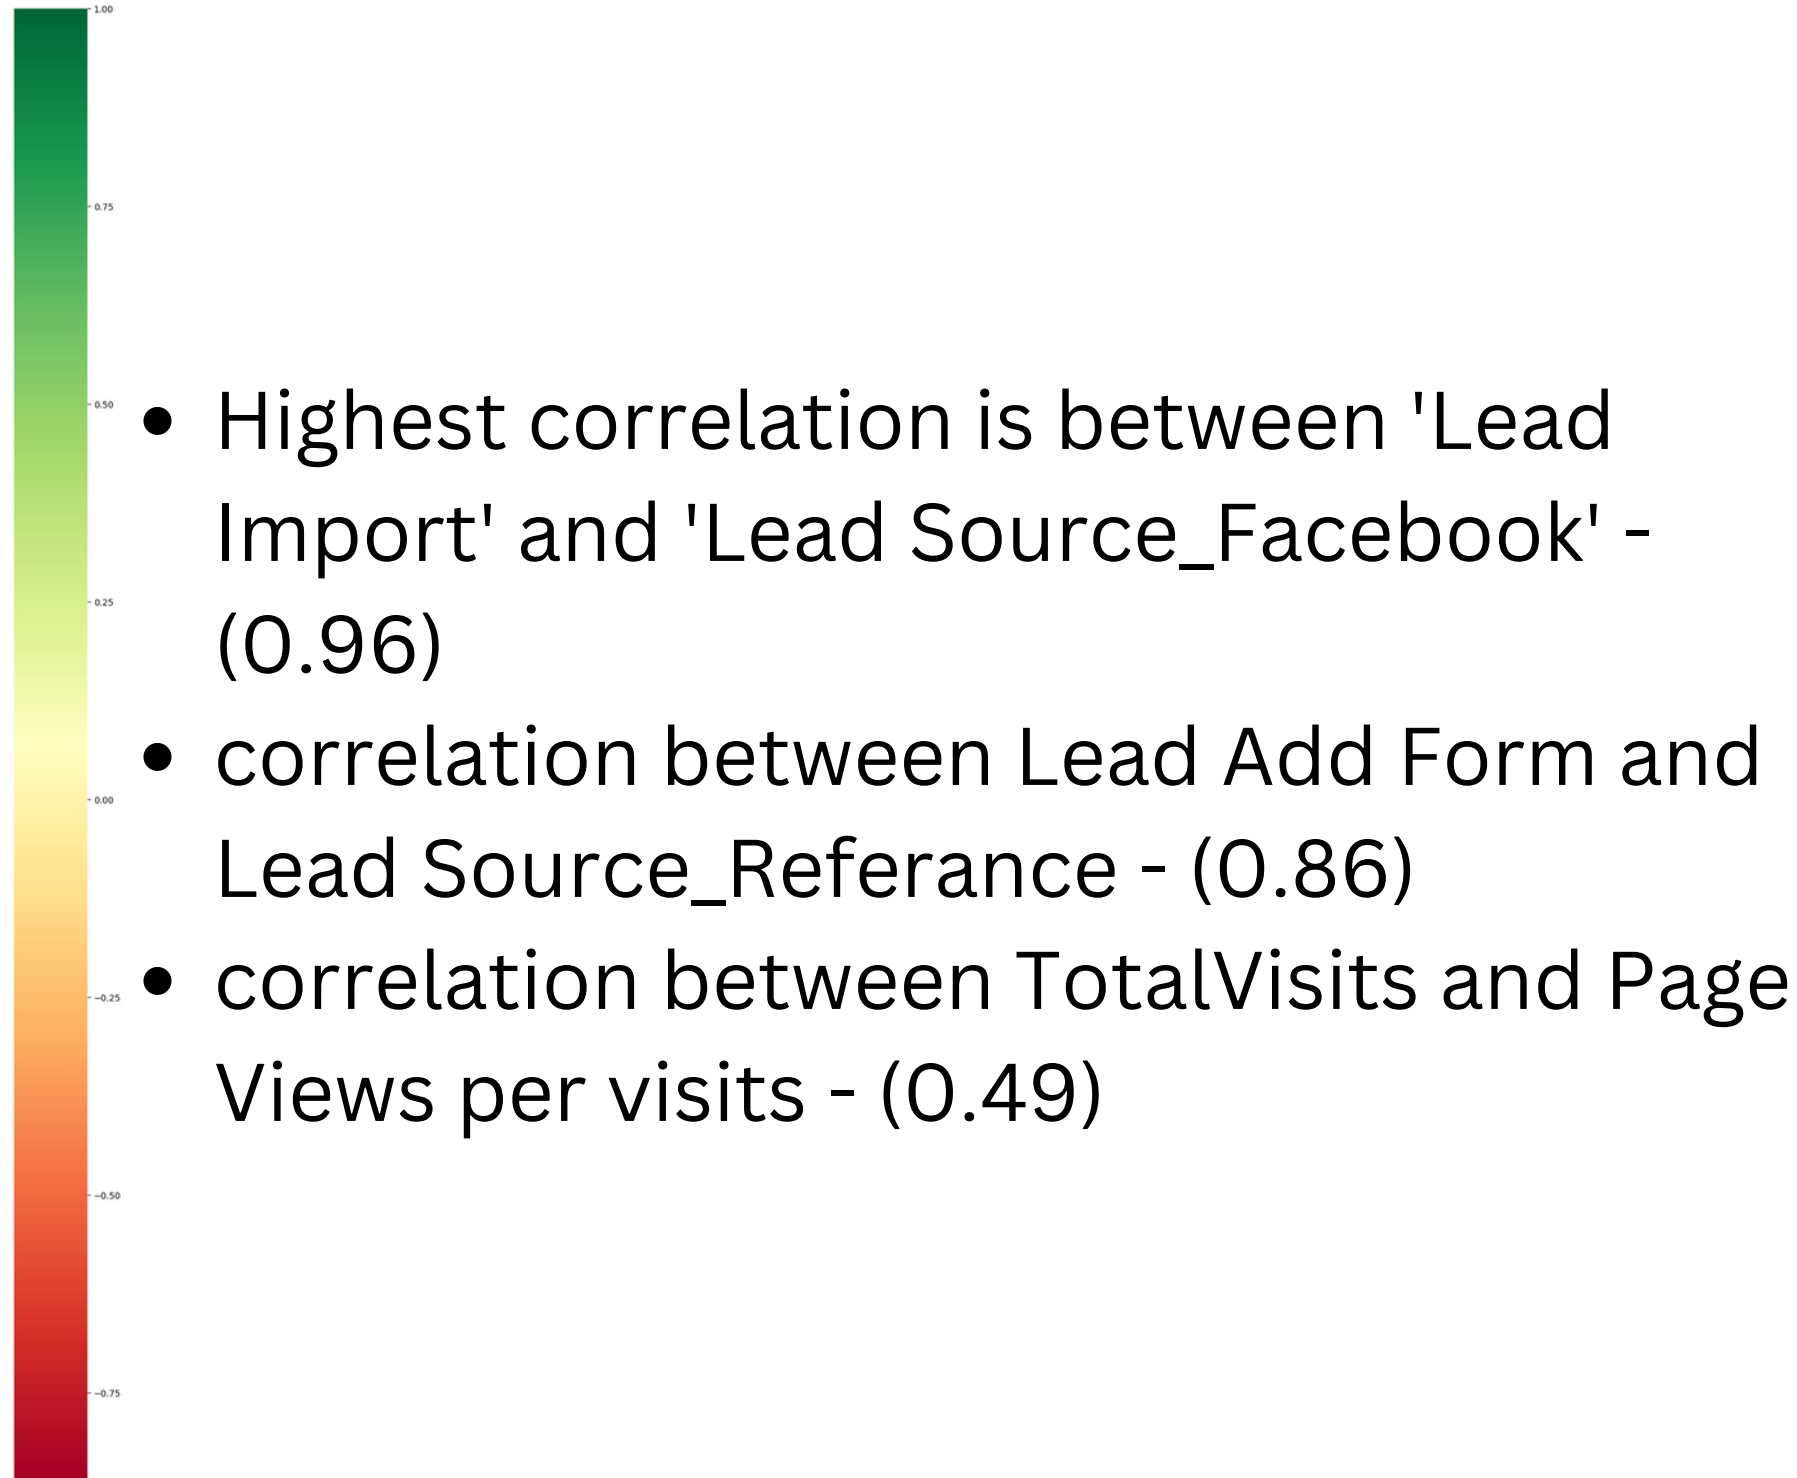 1.00
0.75
0.50
0.25
0.00
−0.25
−0.50
−0.75
• Highest correlation is between 'Lead
Import' and 'Lead Source_Facebook' -
(0.96)
• correlation between Lead Add Form and
Lead Source_Referance - (0.86)
• correlation between TotalVisits and Page
Views per visits - (0.49)